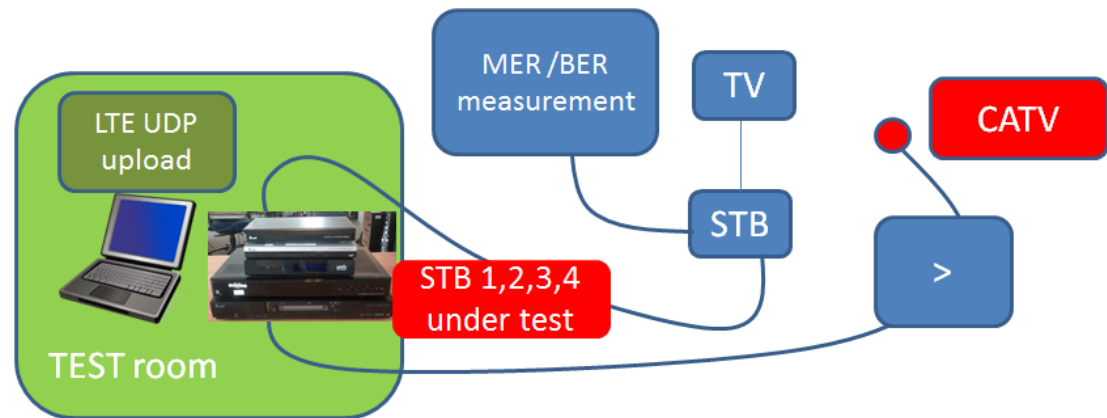 LTE UDP
upload
TEST room
STB 1,2,3,4
under test
MER /BER
measurement
TV
STB
CATV
>